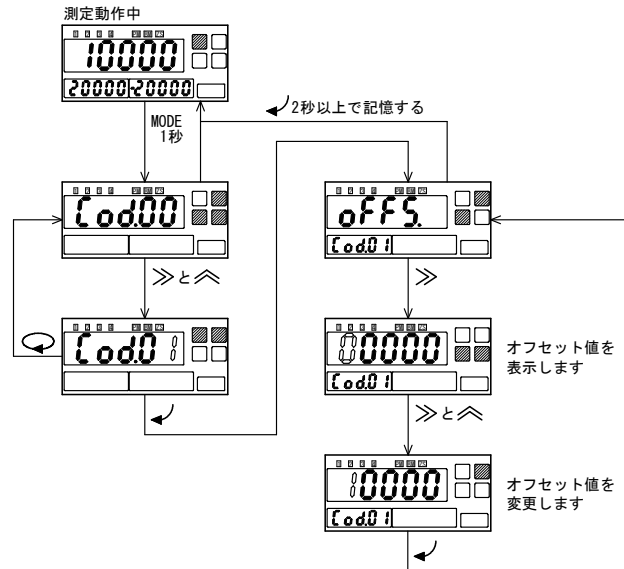 測定動作中
10000
20000 -20000
MODE
1秒
2秒以上で記憶する
Cod.00
oFFS.
Cod.01
≫と︽
≫
Cod.01
00000
Cod.01
オフセット値を
表示します
≫と︽
10000
Cod.01
オフセット値を
変更します